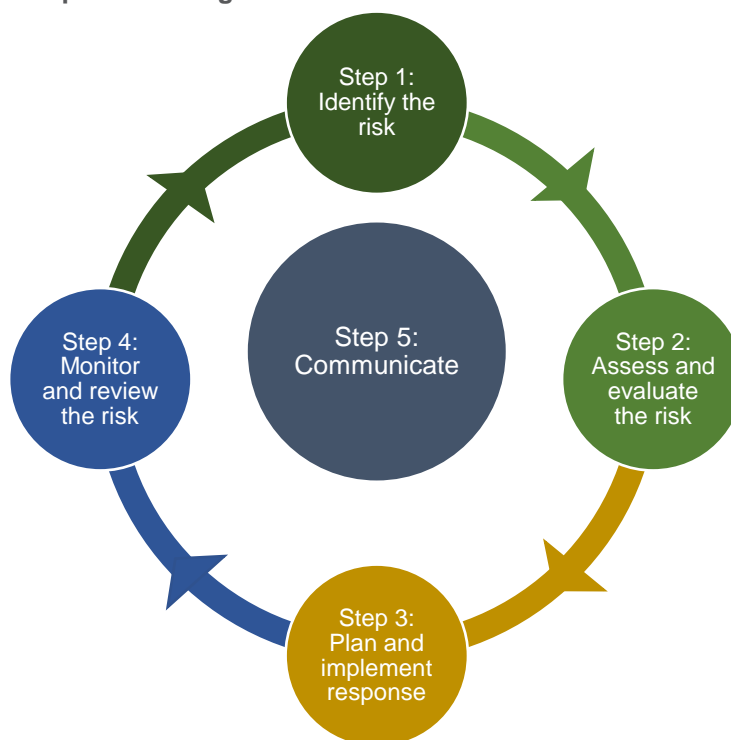 Step 1:
Identify the
risk
Step 5:
Communicate
Step 4:
Monitor
and review
the risk
Step 2:
Assess and
evaluate
the risk
Step 3:
Plan and
implement
response